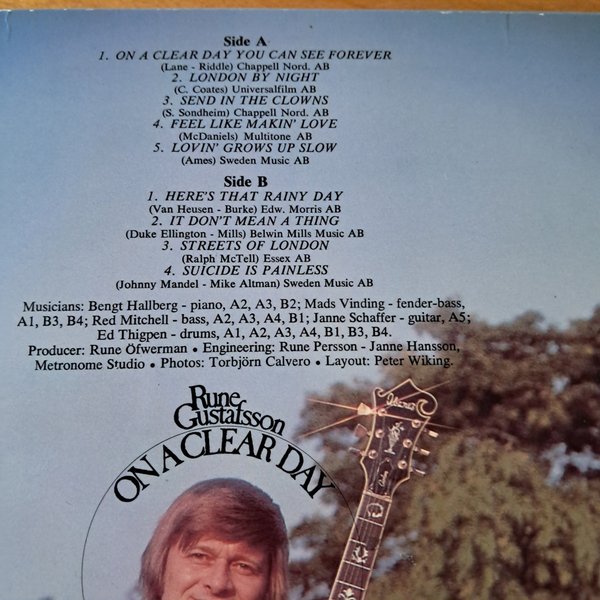 Side A
1. ON A CLEAR DAY YOU CAN SEE FOREVER
(Lane - Riddle) Chappell Nord. AB
2. LONDON BY NIGHT
(C. Coates) Universalfilm AB
3. SEND IN THE CLOWNS
(S. Sondheim) Chappell Nord. AB
4. FEEL LIKE MAKIN' LOVE
(McDaniels) Multitone AB
5. LOVIN' GROWS UP SLOW
(Ames) Sweden Music AB
Side B
1. HERE'S THAT RAINY DAY
(Van Heusen - Burke) Edw. Morris AB
2. IT DON'T MEAN A THING
(Duke Ellington - Mills) Belwin Mills Music AB
3. STREETS OF LONDON
(Ralph McTell) Essex AB
4. SUICIDE IS PAINLESS
(Johnny Mandel - Mike Altman) Sweden Music AB
Musicians: Bengt Hallberg - piano, A2, A3, B2; Mads Vinding - fender-bass,
A1, B3, B4; Red Mitchell - bass, A2, A3, A4, B1; Janne Schaffer - guitar, A5;
Ed Thigpen - drums, A1, A2, A3, A4, B1, B3, B4.
Producer: Rune Öfwerman • Engineering: Rune Persson - Janne Hansson,
Metronome Studio • Photos: Torbjörn Calvero • Layout: Peter Wiking.
Rune
Gustafsson
ON A CLEAR DAY
Ibanez